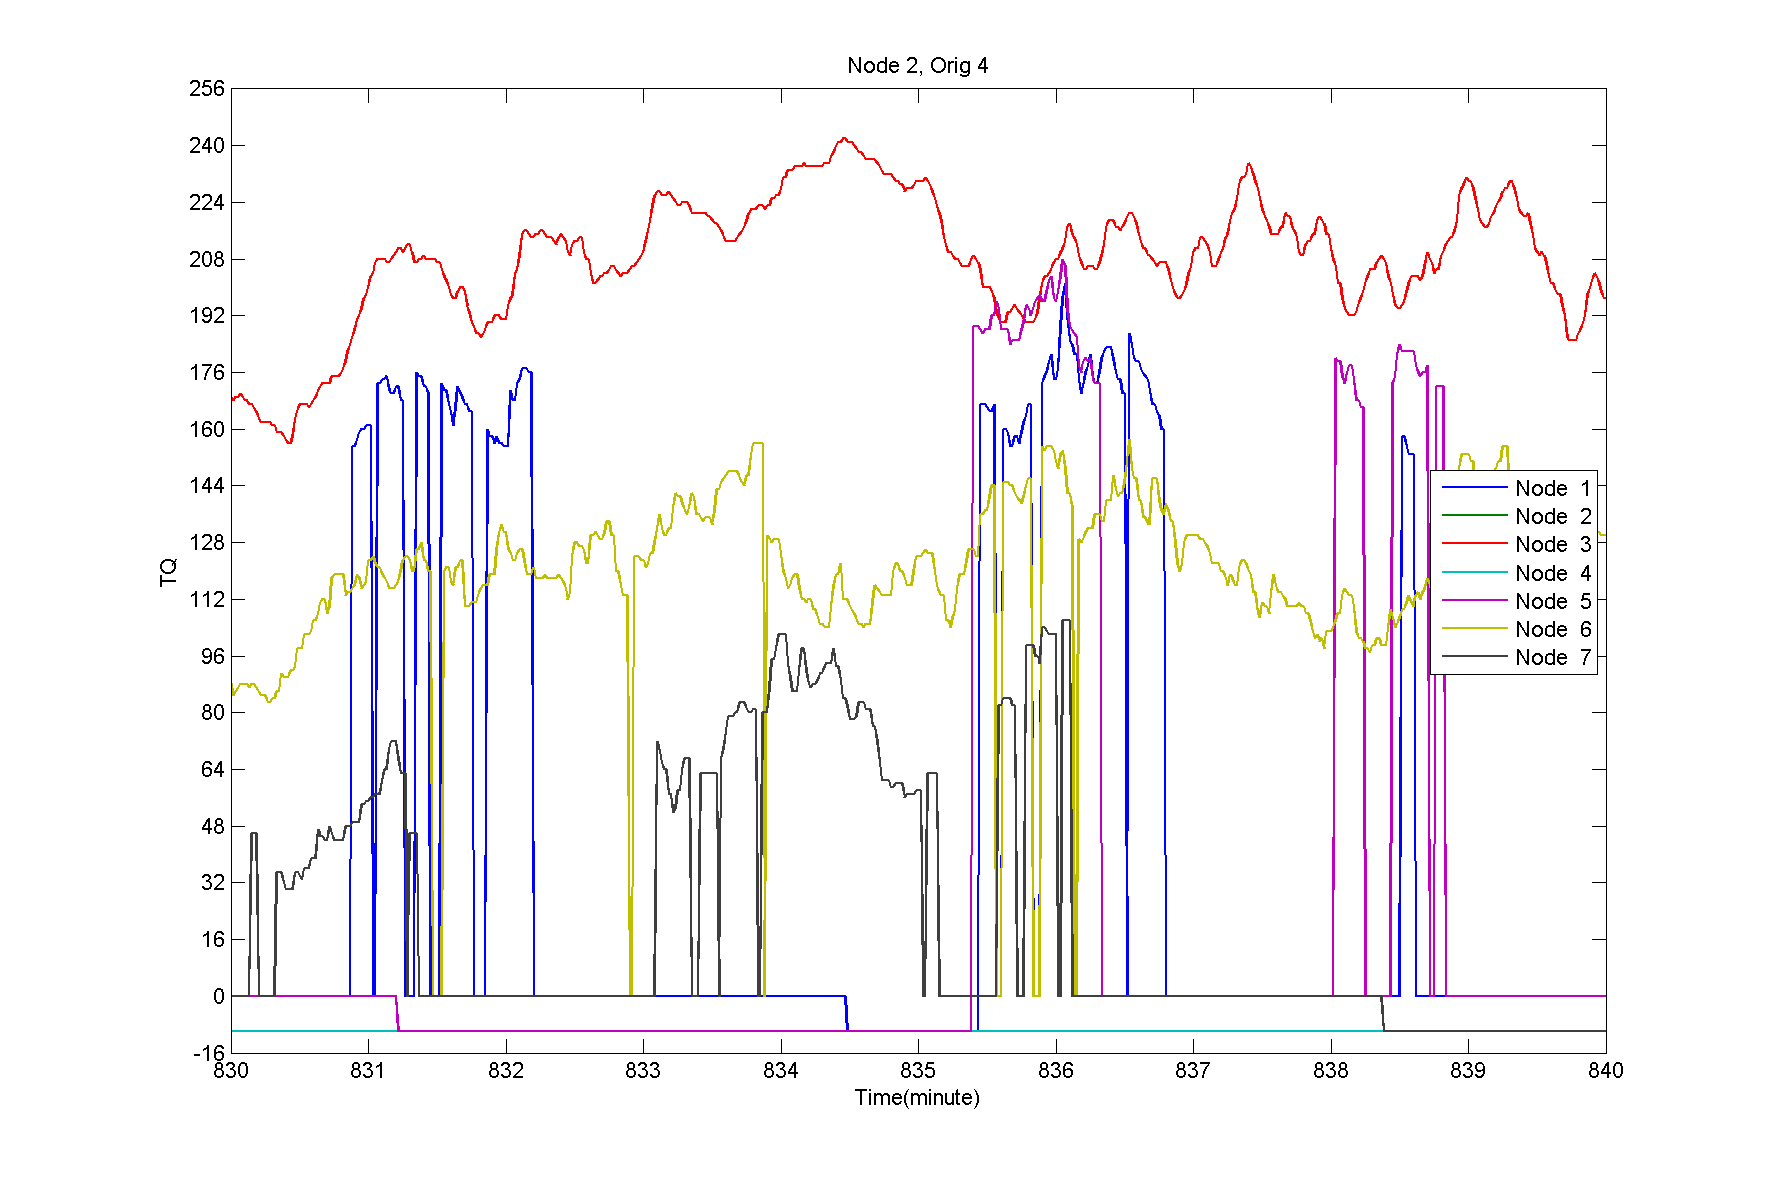 Node 2, Orig 4
256
240
224
208
192
176
160
144
128
112
96
80
64
48
32
16
0
-16
TQ
Node 1
Node 2
Node 3
Node 4
Node 5
Node 6
Node 7
830 831 832 833 834 835 836 837 838 839 840
Time(minute)